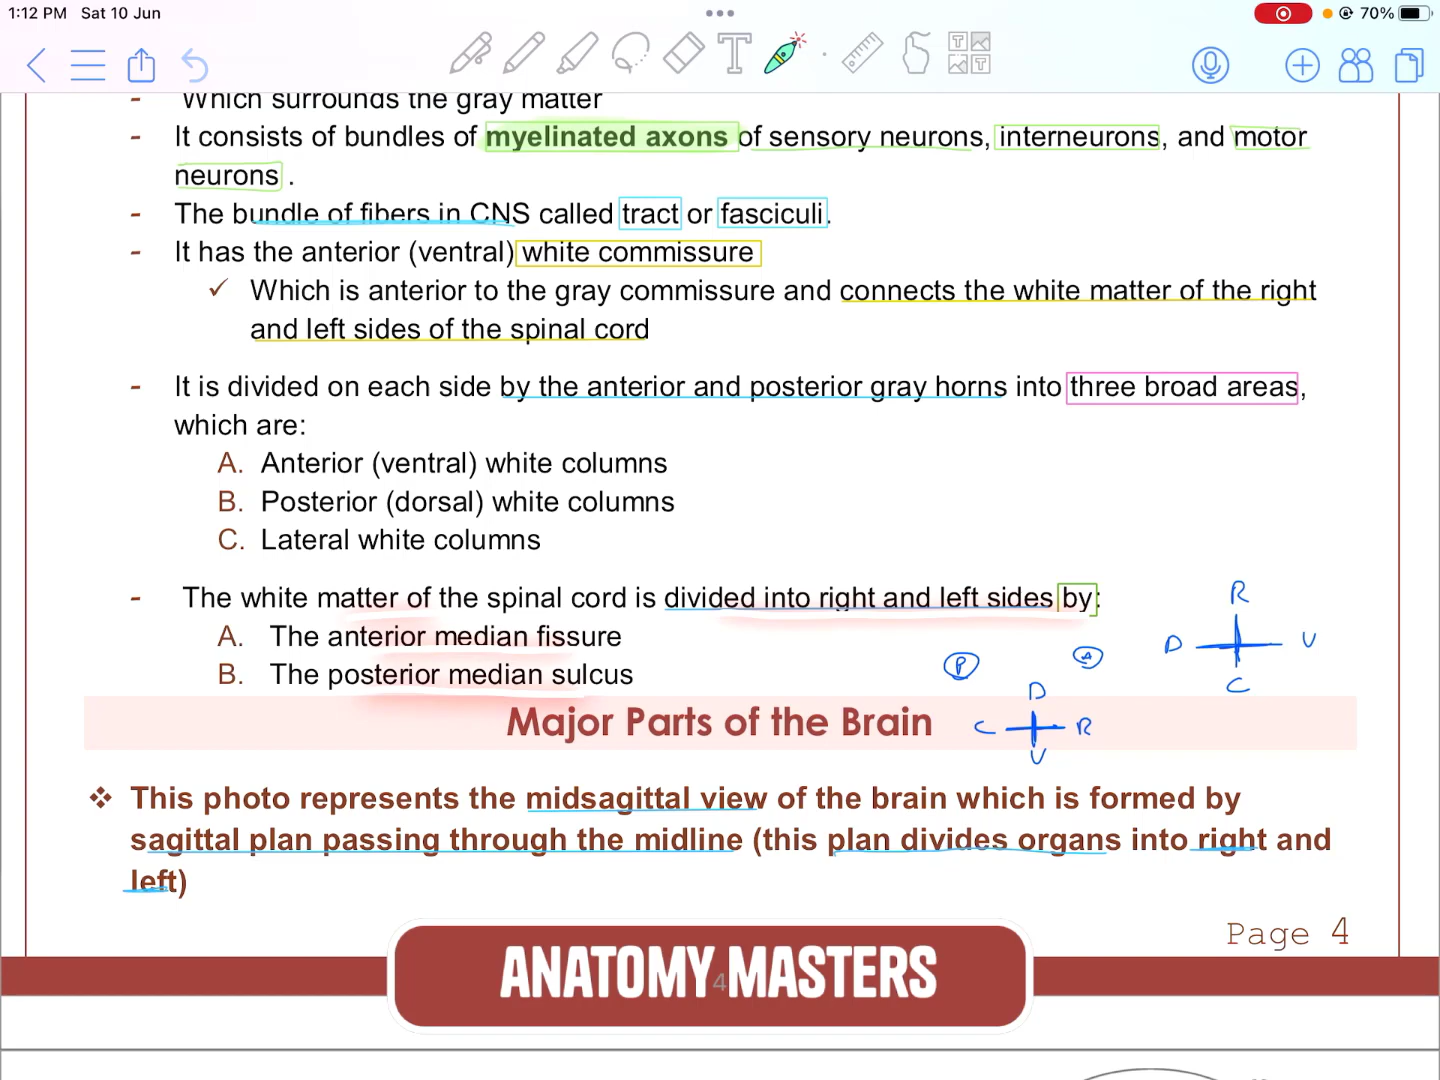 1:12 PM Sat 10 Jun
70%
- Which surrounds the gray matter
- It consists of bundles of myelinated axons of sensory neurons, interneurons, and motor
neurons .
- The bundle of fibers in CNS called tract or fasciculi.
- It has the anterior (ventral) white commissure
✓ Which is anterior to the gray commissure and connects the white matter of the right
and left sides of the spinal cord
- It is divided on each side by the anterior and posterior gray horns into three broad areas,
which are:
A. Anterior (ventral) white columns
B. Posterior (dorsal) white columns
C. Lateral white columns
- The white matter of the spinal cord is divided into right and left sides by:
A. The anterior median fissure
B. The posterior median sulcus
R
D V
C
P A
D
C R
V
Major Parts of the Brain
❖ This photo represents the midsagittal view of the brain which is formed by
sagittal plan passing through the midline (this plan divides organs into right and
left)
Page 4
ANATOMY MASTERS
4